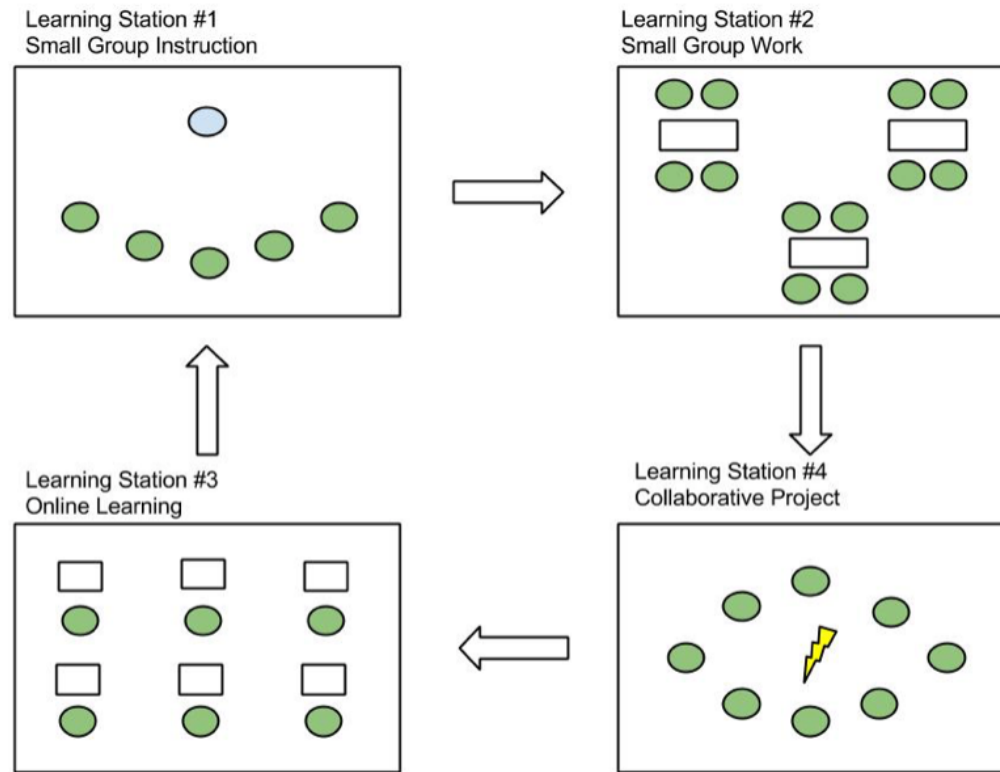 Learning Station #1
Small Group Instruction
Learning Station #2
Small Group Work
Learning Station #3
Online Learning
Learning Station #4
Collaborative Project